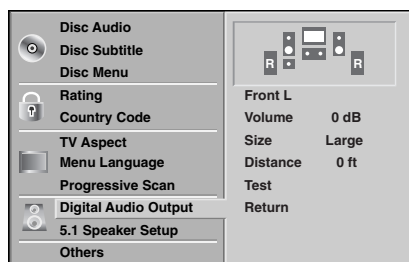 Disc Audio
Disc Subtitle
Disc Menu
Rating
Country Code
TV Aspect
Menu Language
Progressive Scan
Digital Audio Output
5.1 Speaker Setup
Others
R R
Front L
Volume 0 dB
Size Large
Distance 0 ft
Test
Return